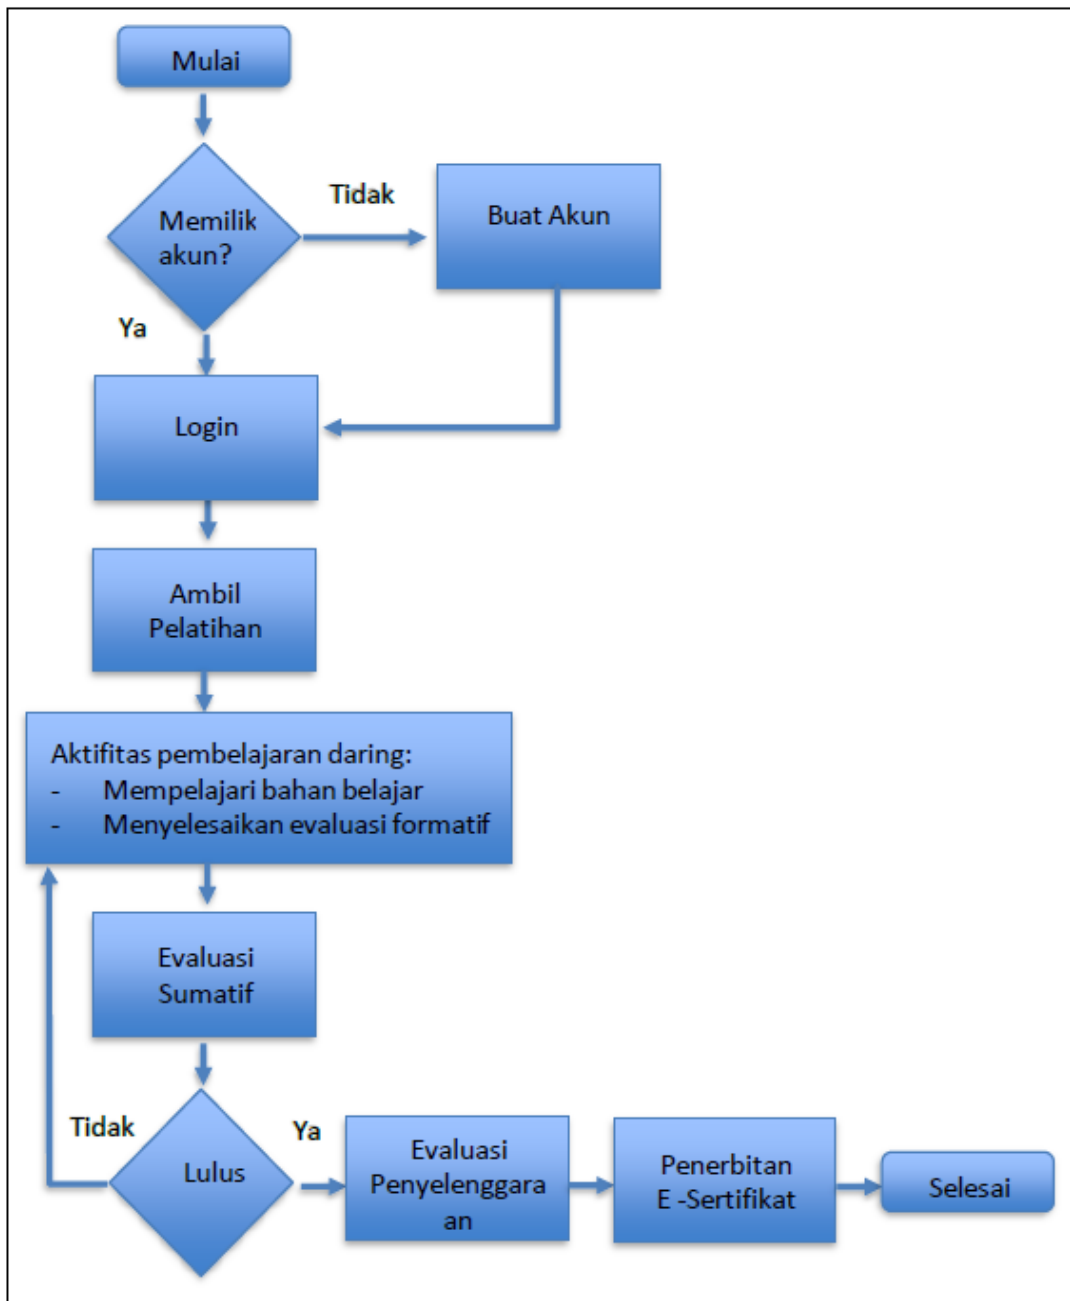 Mulai
Memilik
akun?
Tidak
Buat Akun
Ya
Login
Ambil
Pelatihan
Aktifitas pembelajaran daring:
- Mempelajari bahan belajar
- Menyelesaikan evaluasi formatif
Evaluasi
Sumatif
Tidak
Lulus
Ya
Evaluasi
Penyelenggara
an
Penerbitan
E -Sertifikat
Selesai